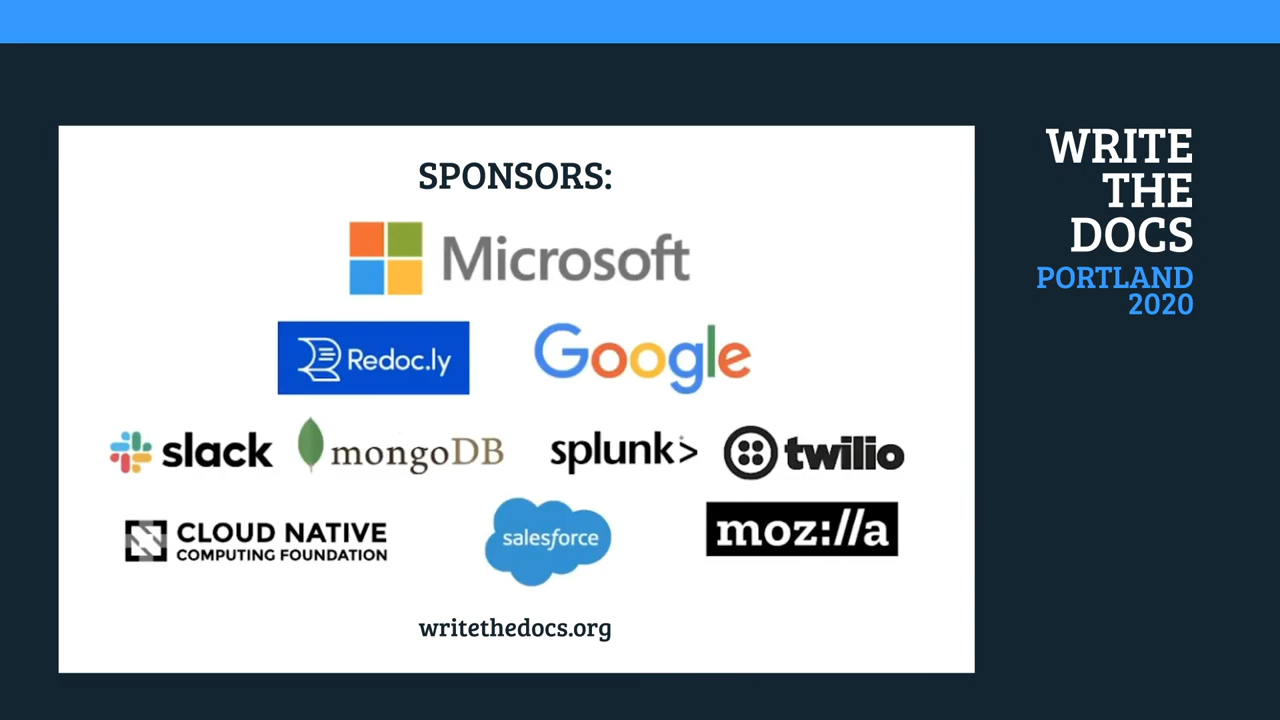 WRITE
THE
DOCS
PORTLAND
2020
SPONSORS:
Microsoft
Redoc.ly
Google
slack
mongoDB
splunk>
twilio
CLOUD NATIVE
COMPUTING FOUNDATION
salesforce
moz://a
writethedocs.org